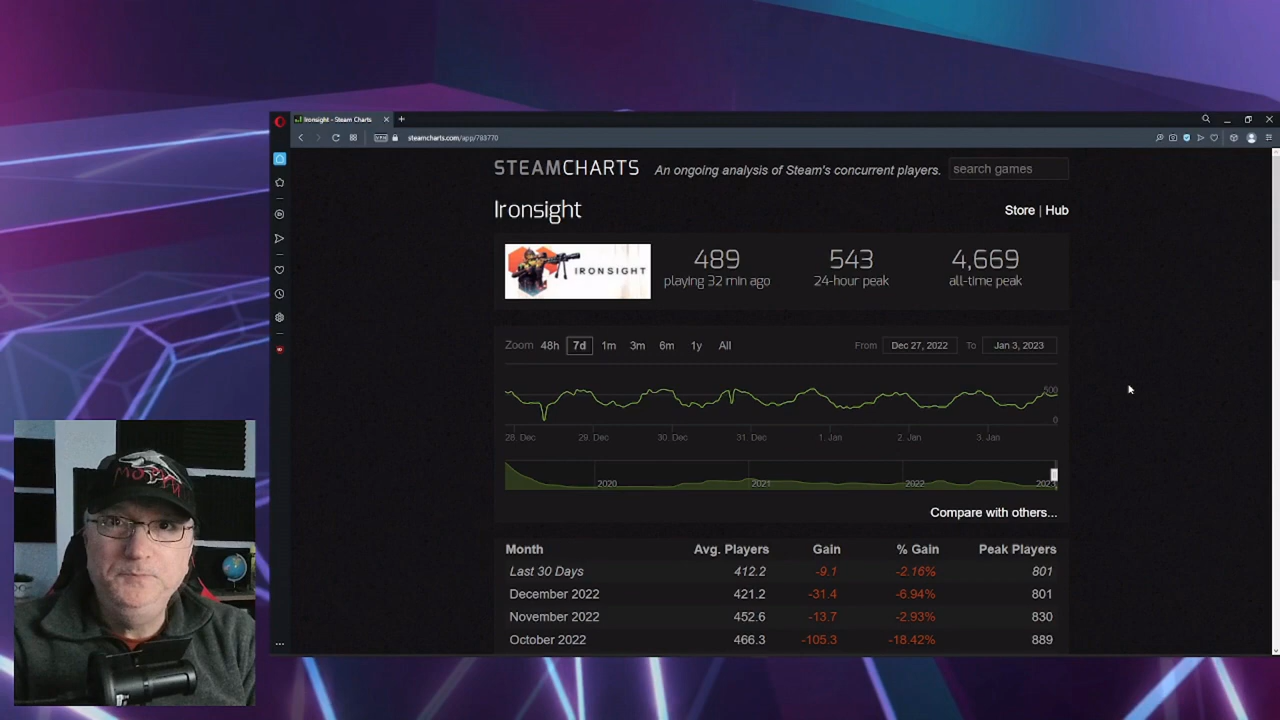 Ironsight - Steam Charts
VPN steamcharts.com/app/783770
STEAMCHARTS An ongoing analysis of Steam's concurrent players. search games
Ironsight Store | Hub
IRONSIGHT
489 543 4,669
playing 32 min ago 24-hour peak all-time peak
Zoom 48h 7d 1m 3m 6m 1y All From Dec 27, 2022 To Jan 3, 2023
500
0
28. Dec 29. Dec 30. Dec 31. Dec 1. Jan 2. Jan 3. Jan
2020 2021 2022 2023
Compare with others...
Month Avg. Players Gain % Gain Peak Players
Last 30 Days 412.2 -9.1 -2.16% 801
December 2022 421.2 -31.4 -6.94% 801
November 2022 452.6 -13.7 -2.93% 830
October 2022 466.3 -105.3 -18.42% 889